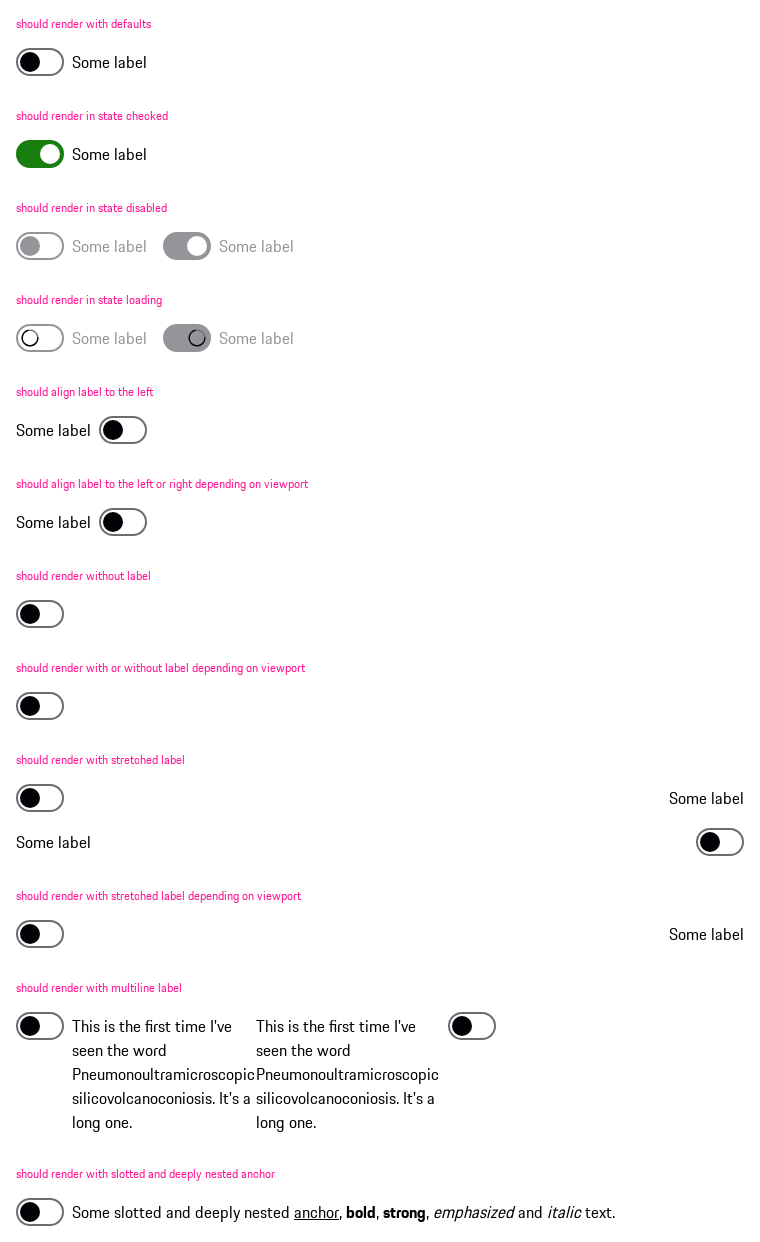 should render with defaults
Some label
should render in state checked
Some label
should render in state disabled
Some label Some label
should render in state loading
Some label Some label
should align label to the left
Some label
should align label to the left or right depending on viewport
Some label
should render without label
should render with or without label depending on viewport
should render with stretched label
Some label
Some label
should render with stretched label depending on viewport
Some label
should render with multiline label
This is the first time I've
seen the word
Pneumonoultramicroscopic
silicovolcanoconiosis. It's a
long one.
This is the first time I've
seen the word
Pneumonoultramicroscopic
silicovolcanoconiosis. It's a
long one.
should render with slotted and deeply nested anchor
Some slotted and deeply nested anchor, bold, strong, emphasized and italic text.